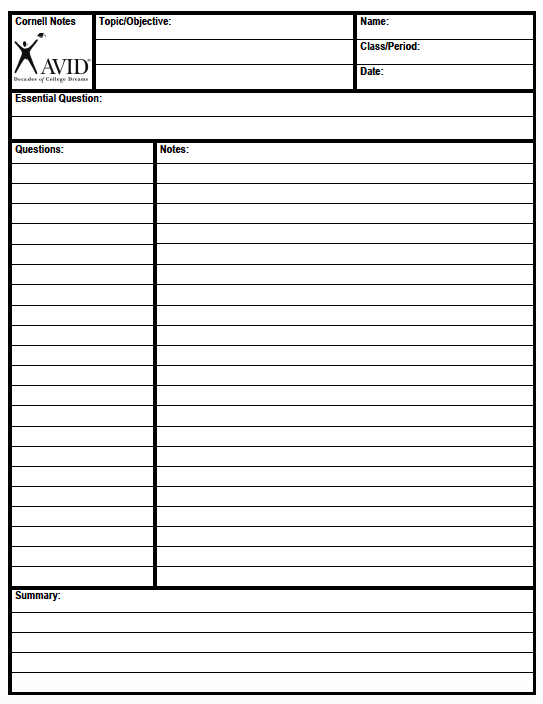 Cornell Notes
Topic/Objective:
Name:
AVID
Decades of College Dreams
Class/Period:
Date:
Essential Question:
Questions:
Notes:
Summary: